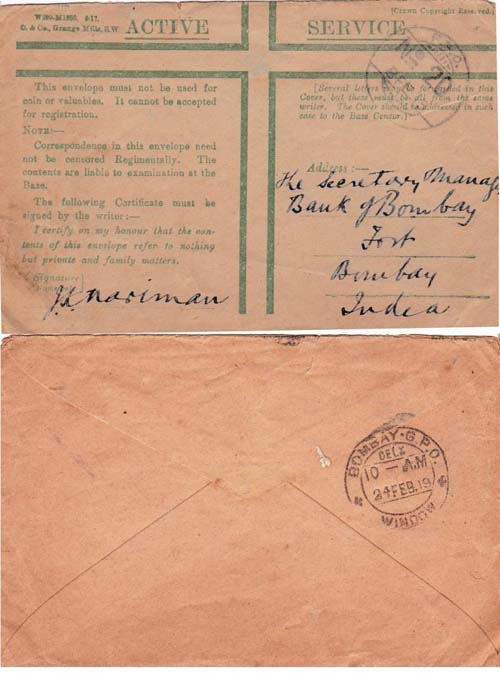 W399-M1856. 8-17.
D. & Co., Grange Mills, S.W
[Crown Copyright Reserved.]
ACTIVE SERVICE
This envelope must not be used for
coin or valuables. It cannot be accepted
for registration.
NOTE:—
Correspondence in this envelope need
not be censored Regimentally. The
contents are liable to examination at the
Base.
The following Certificate must be
signed by the writer:—
I certify on my honour that the con-
tents of this envelope refer to nothing
but private and family matters.
Signature
nariman
[Several letters may be forwarded in this
Cover, but these must be all from the same
writer. The Cover should be addressed in such
case to the Base Censor.]
Address:—
The Secretary Manag
Bank of Bombay
Fort
Bombay
India
BOMBAY·G.P.O.
DELY
10 – A.M
24 FEB.19
WINDOW